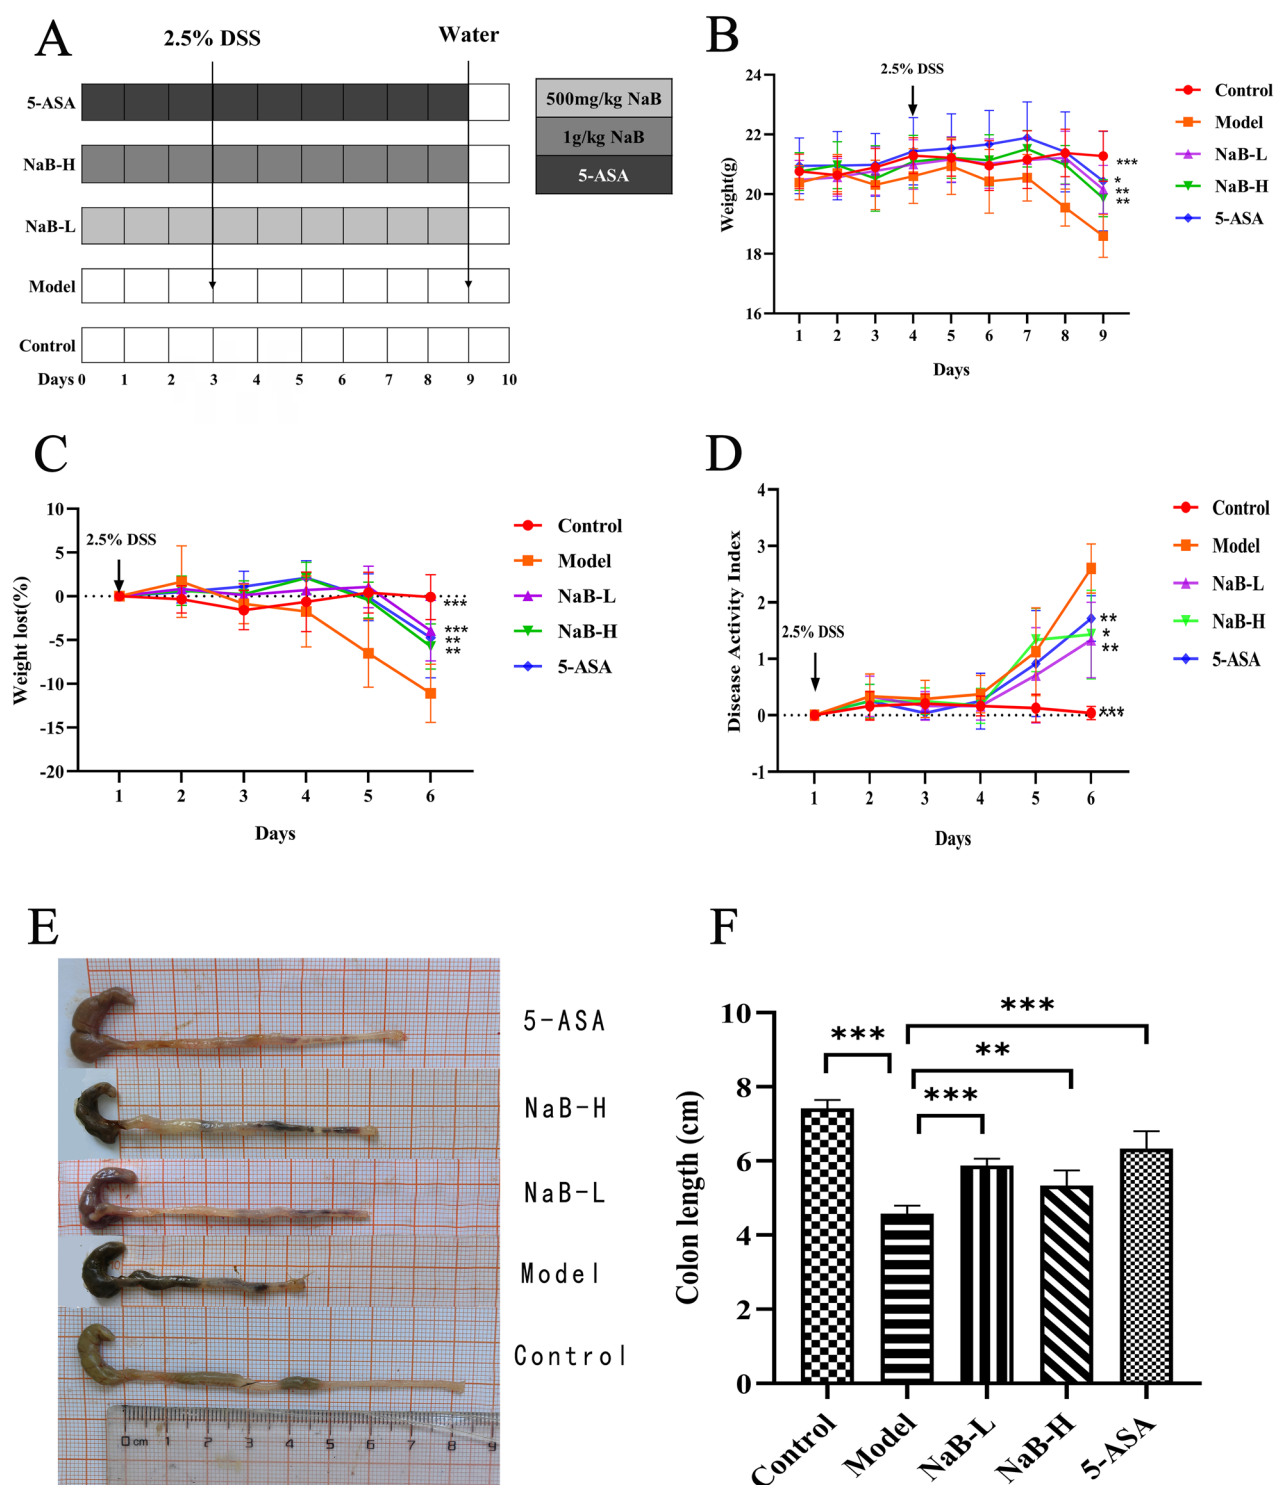 A
2.5% DSS
Water
5-ASA
NaB-H
NaB-L
Model
Control
Days 0 1 2 3 4 5 6 7 8 9 10
500mg/kg NaB
1g/kg NaB
5-ASA
B
2.5% DSS
Weight(g)
24
22
20
18
16
1 2 3 4 5 6 7 8 9
Days
Control
Model
NaB-L
NaB-H
5-ASA
***
*
**
**
C
2.5% DSS
Weight lost(%)
10
5
0
-5
-10
-15
-20
1 2 3 4 5 6
Days
Control
Model
NaB-L
NaB-H
5-ASA
***
***
**
**
D
2.5% DSS
Disease Activity Index
4
3
2
1
0
-1
1 2 3 4 5 6
Days
Control
Model
NaB-L
NaB-H
5-ASA
**
*
**
***
E
5-ASA
NaB-H
NaB-L
Model
Control
0 cm 1 2 3 4 5 6 7 8 9
F
Colon length (cm)
10
8
6
4
2
0
***
***
**
***
Control
Model
NaB-L
NaB-H
5-ASA